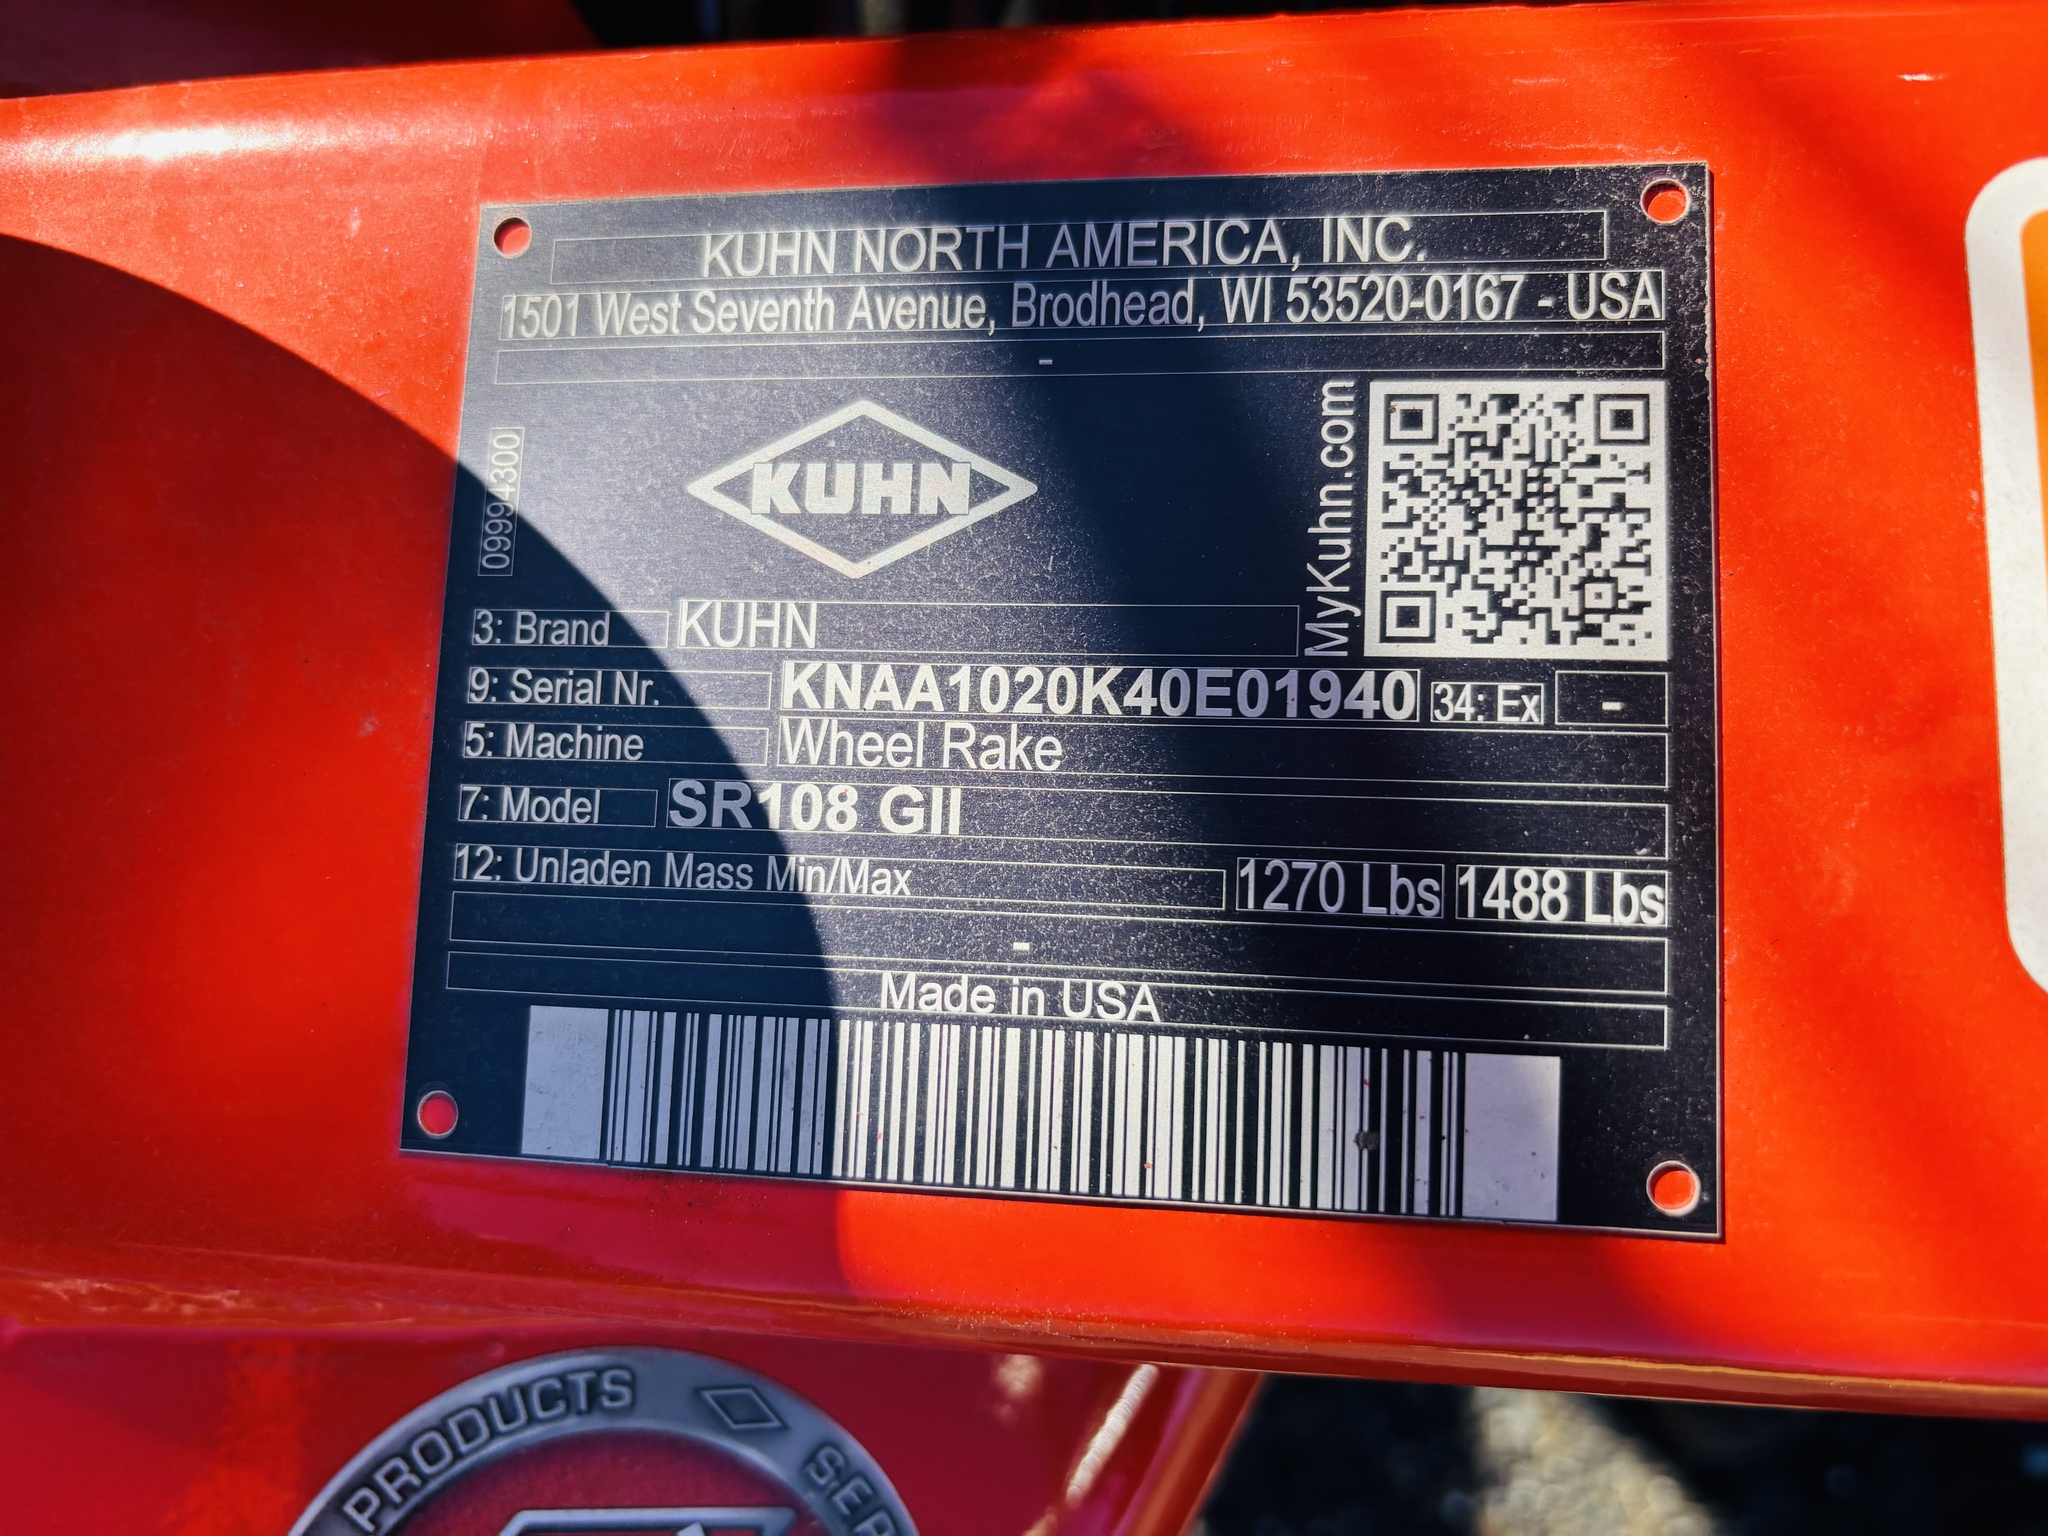 KUHN NORTH AMERICA, INC.
1501 West Seventh Avenue, Brodhead, WI 53520-0167 - USA
-
09994300
KUHN
MyKuhn.com
3: Brand KUHN
9: Serial Nr. KNAA1020K40E01940 34: Ex -
5: Machine Wheel Rake
7: Model SR108 GII
12: Unladen Mass Min/Max 1270 Lbs 1488 Lbs
-
Made in USA
PRODUCTS